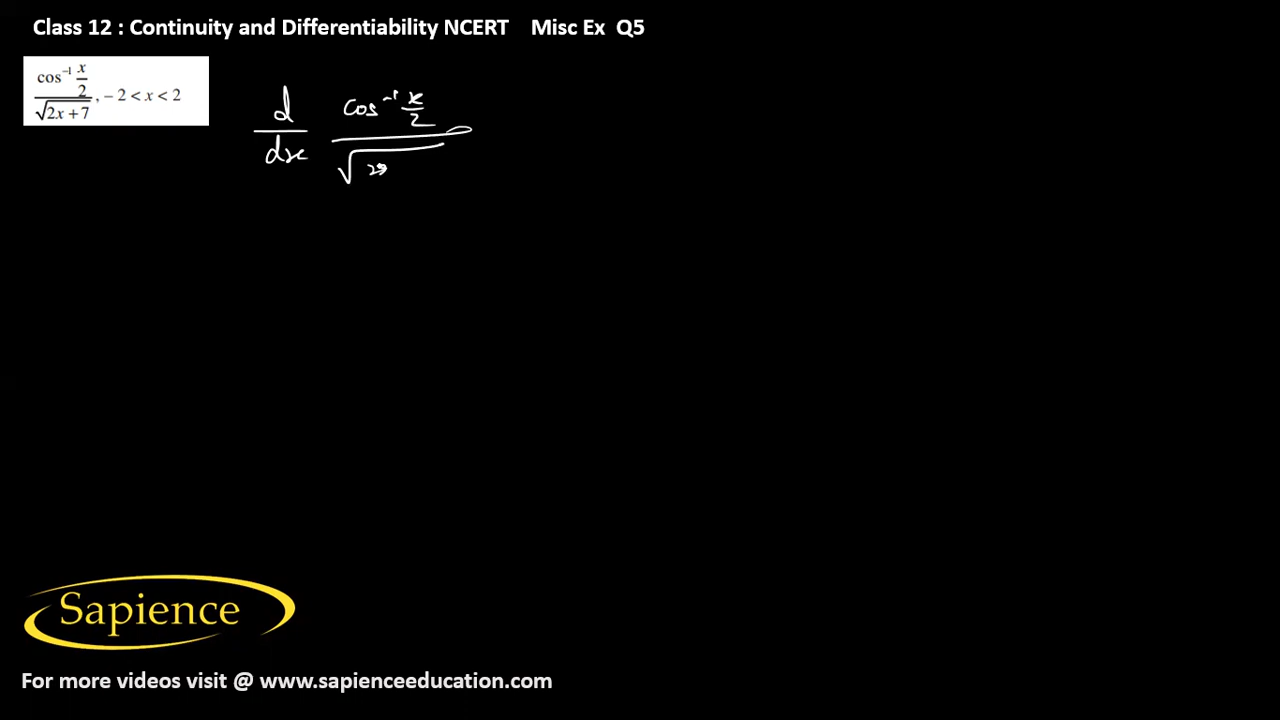 Class 12 : Continuity and Differentiability NCERT Misc Ex Q5
cos⁻¹ x/2
√2x + 7 , − 2 < x < 2
d cos⁻¹ x/2
dx √2
Sapience
For more videos visit @ www.sapienceeducation.com